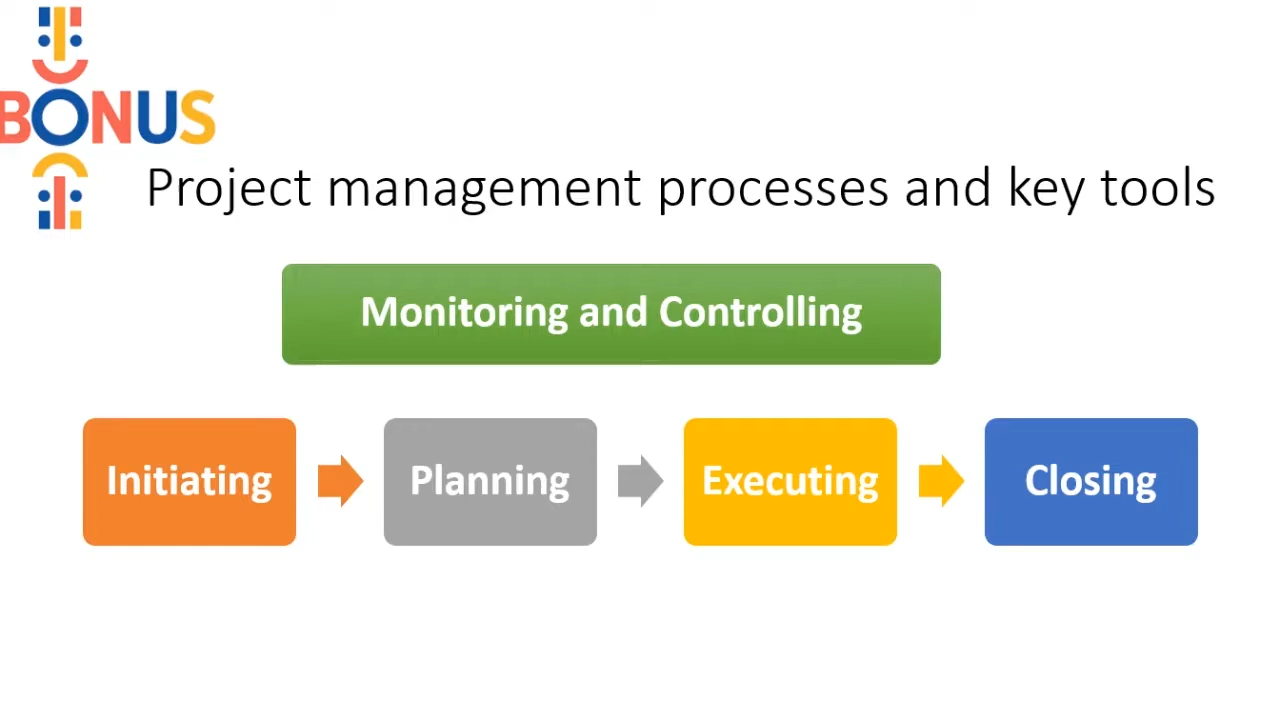 BONUS
Project management processes and key tools
Monitoring and Controlling
Initiating
Planning
Executing
Closing